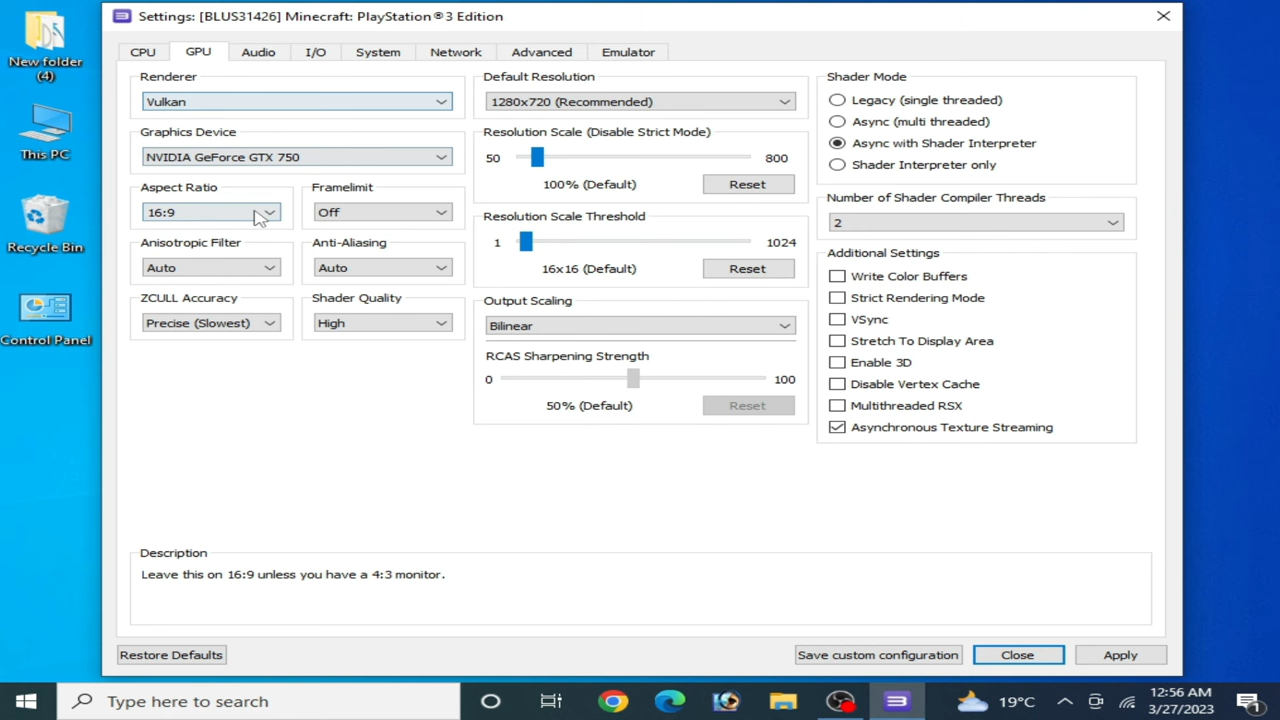 New folder
(4)
This PC
Recycle Bin
Control Panel
Settings: [BLUS31426] Minecraft: PlayStation®3 Edition
CPU
GPU
Audio
I/O
System
Network
Advanced
Emulator
Renderer
Vulkan
Graphics Device
NVIDIA GeForce GTX 750
Aspect Ratio
16:9
Framelimit
Off
Anisotropic Filter
Auto
Anti-Aliasing
Auto
ZCULL Accuracy
Precise (Slowest)
Shader Quality
High
Default Resolution
1280x720 (Recommended)
Resolution Scale (Disable Strict Mode)
50
800
100% (Default)
Reset
Resolution Scale Threshold
1
1024
16x16 (Default)
Reset
Output Scaling
Bilinear
RCAS Sharpening Strength
0
100
50% (Default)
Reset
Shader Mode
Legacy (single threaded)
Async (multi threaded)
Async with Shader Interpreter
Shader Interpreter only
Number of Shader Compiler Threads
2
Additional Settings
Write Color Buffers
Strict Rendering Mode
VSync
Stretch To Display Area
Enable 3D
Disable Vertex Cache
Multithreaded RSX
Asynchronous Texture Streaming
Description
Leave this on 16:9 unless you have a 4:3 monitor.
Restore Defaults
Save custom configuration
Close
Apply
Type here to search
19°C
12:56 AM
3/27/2023
1